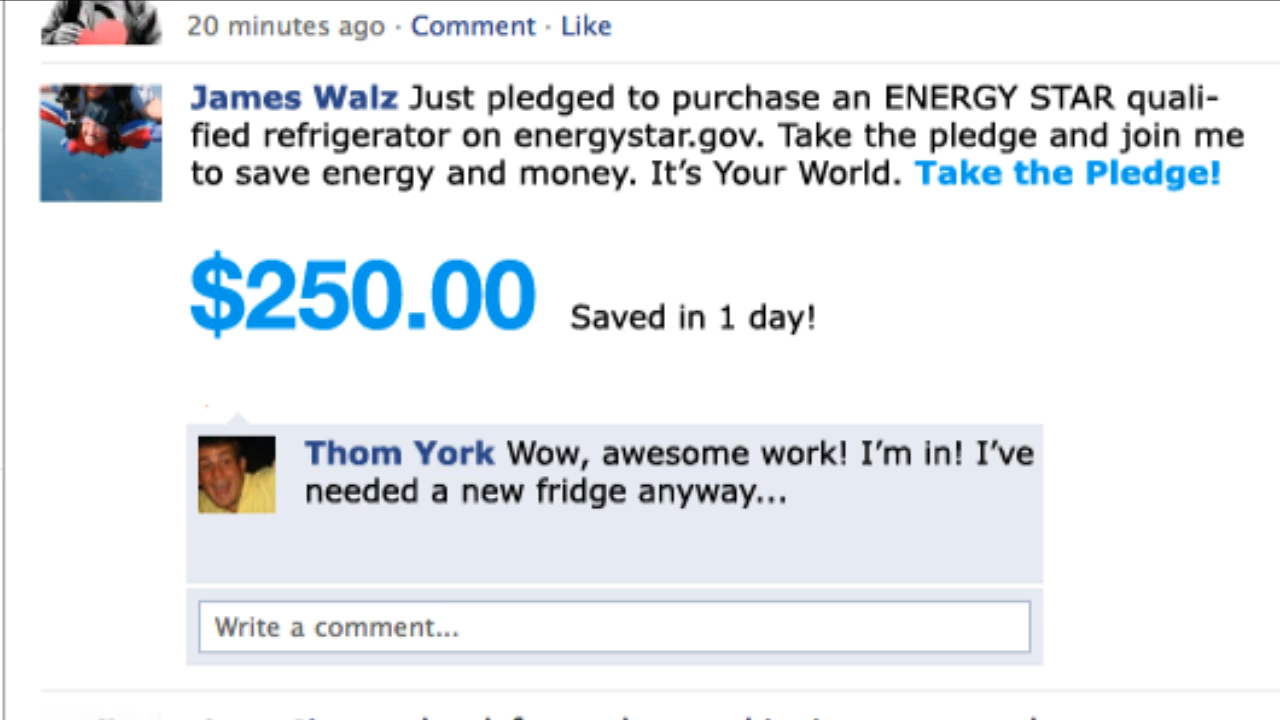 20 minutes ago · Comment · Like
James Walz Just pledged to purchase an ENERGY STAR quali-
fied refrigerator on energystar.gov. Take the pledge and join me
to save energy and money. It’s Your World. Take the Pledge!
$250.00 Saved in 1 day!
Thom York Wow, awesome work! I’m in! I’ve
needed a new fridge anyway...
Write a comment...